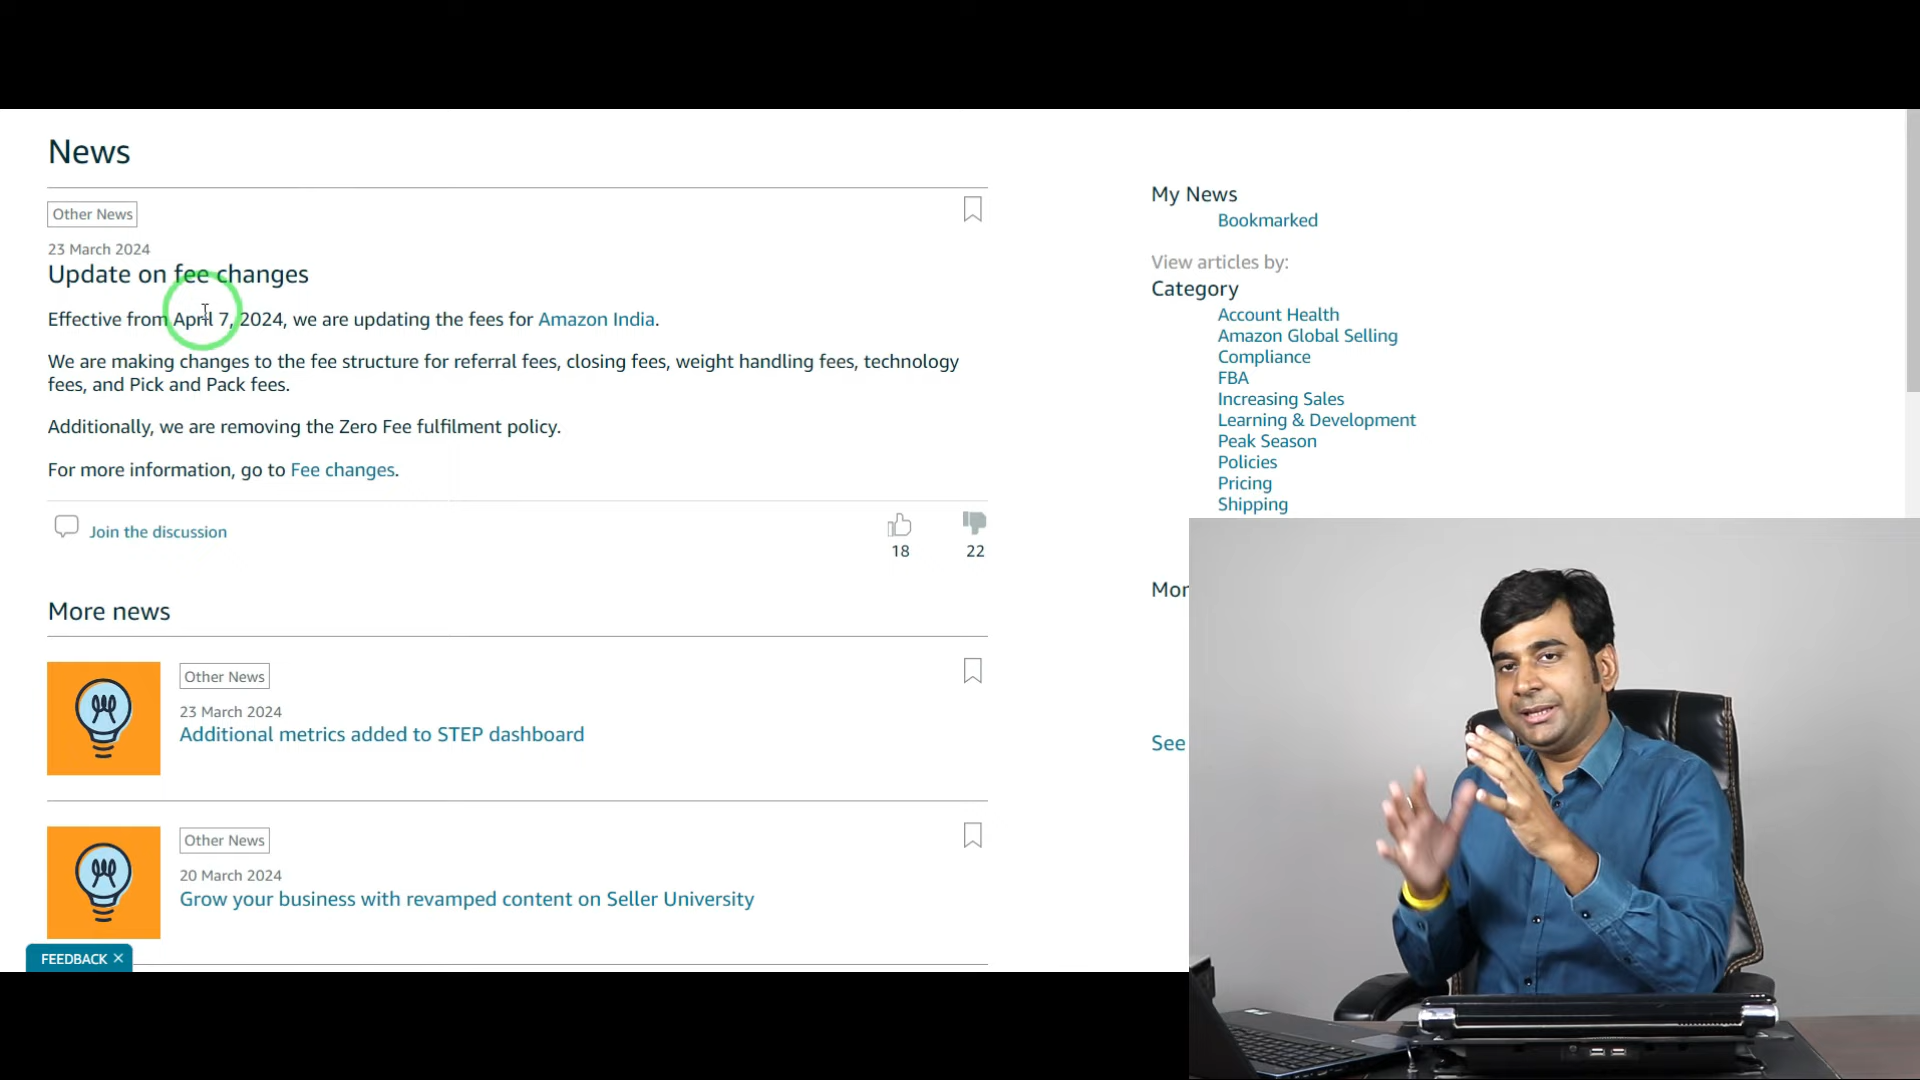 News
Other News
23 March 2024
Update on fee changes
Effective from April 7, 2024, we are updating the fees for Amazon India.
We are making changes to the fee structure for referral fees, closing fees, weight handling fees, technology
fees, and Pick and Pack fees.
Additionally, we are removing the Zero Fee fulfilment policy.
For more information, go to Fee changes.
Join the discussion
18
22
More news
Other News
23 March 2024
Additional metrics added to STEP dashboard
Other News
20 March 2024
Grow your business with revamped content on Seller University
FEEDBACK ×
My News
Bookmarked
View articles by:
Category
Account Health
Amazon Global Selling
Compliance
FBA
Increasing Sales
Learning & Development
Peak Season
Policies
Pricing
Shipping
See